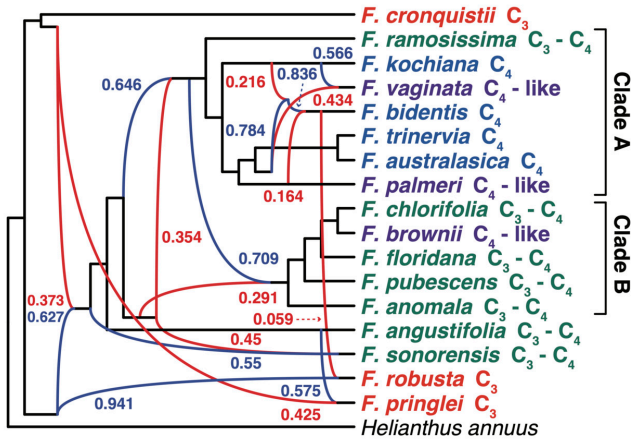 F. cronquistii C3
F. ramosissima C3 - C4
F. kochiana C4
F. vaginata C4 - like
F. bidentis C4
F. trinervia C4
F. australasica C4
F. palmeri C4 - like
F. chlorifolia C3 - C4
F. brownii C4 - like
F. floridana C3 - C4
F. pubescens C3 - C4
F. anomala C3 - C4
F. angustifolia C3 - C4
F. sonorensis C3 - C4
F. robusta C3
F. pringlei C3
Helianthus annuus
Clade A
Clade B
0.566
0.836
0.646
0.216
0.434
0.784
0.164
0.354
0.709
0.291
0.373
0.627
0.059
0.45
0.55
0.575
0.941
0.425